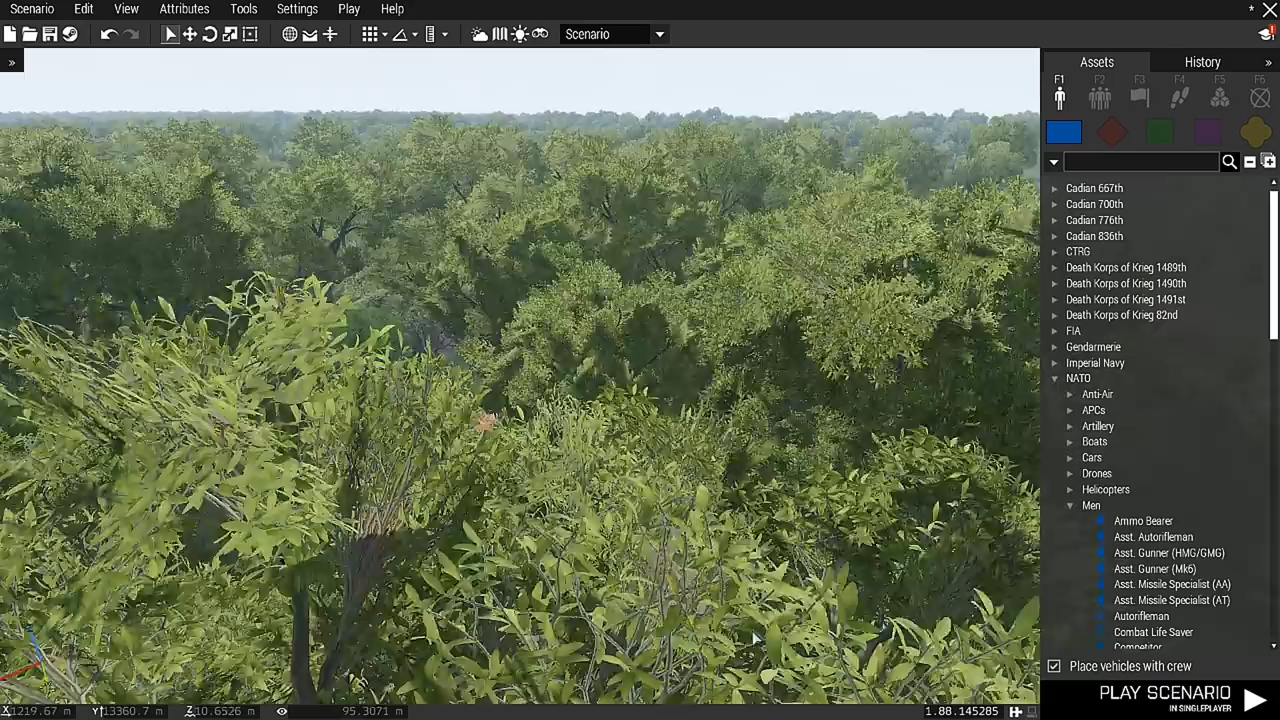 Scenario Edit View Attributes Tools Settings Play Help
Scenario
Assets History
F1 F2 F3 F4 F5 F6
Cadian 667th
Cadian 700th
Cadian 776th
Cadian 836th
CTRG
Death Korps of Krieg 1489th
Death Korps of Krieg 1490th
Death Korps of Krieg 1491st
Death Korps of Krieg 82nd
FIA
Gendarmerie
Imperial Navy
NATO
Anti-Air
APCs
Artillery
Boats
Cars
Drones
Helicopters
Men
Ammo Bearer
Asst. Autorifleman
Asst. Gunner (HMG/GMG)
Asst. Gunner (Mk6)
Asst. Missile Specialist (AA)
Asst. Missile Specialist (AT)
Autorifleman
Combat Life Saver
Competitor
Place vehicles with crew
PLAY SCENARIO
IN SINGLEPLAYER
X 1219.67 m Y 13360.7 m Z 10.6526 m 95.3071 m 1.88.145285